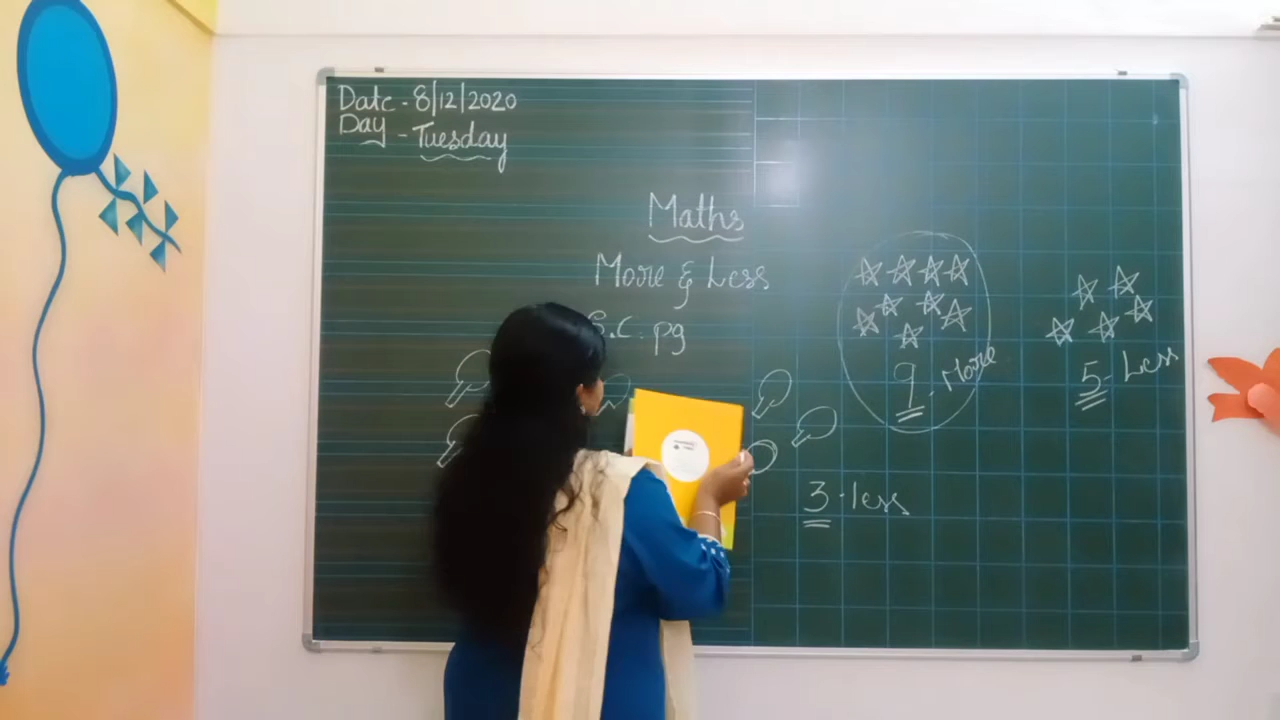 Date - 8/12/2020
Day - Tuesday
Maths
More & Less
C. pg
9 - More
5 - Less
3 - less